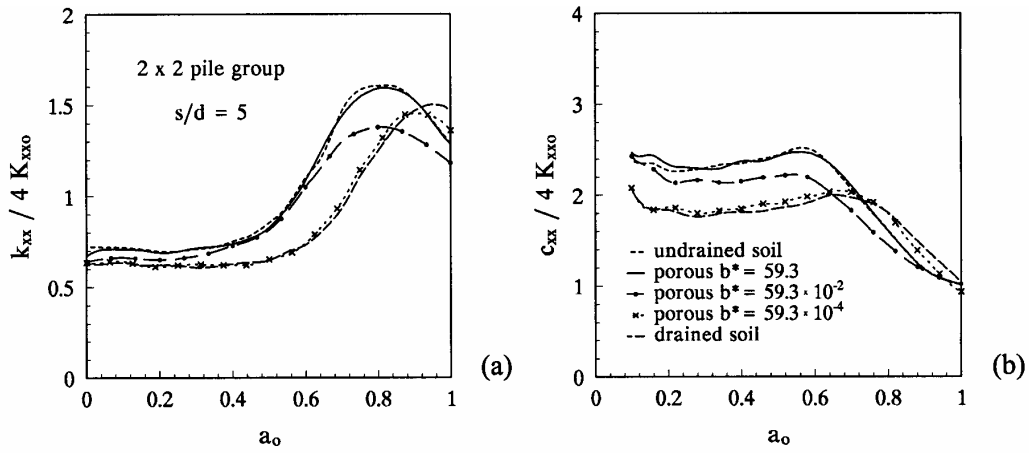 2
1.5
1
0.5
0
k_xx / 4 K_xxo
2 x 2 pile group
s/d = 5
0 0.2 0.4 0.6 0.8 1
a_o
(a)
4
3
2
1
0
c_xx / 4 K_xxo
undrained soil
porous b* = 59.3
porous b* = 59.3 · 10⁻²
porous b* = 59.3 · 10⁻⁴
drained soil
0 0.2 0.4 0.6 0.8 1
a_o
(b)